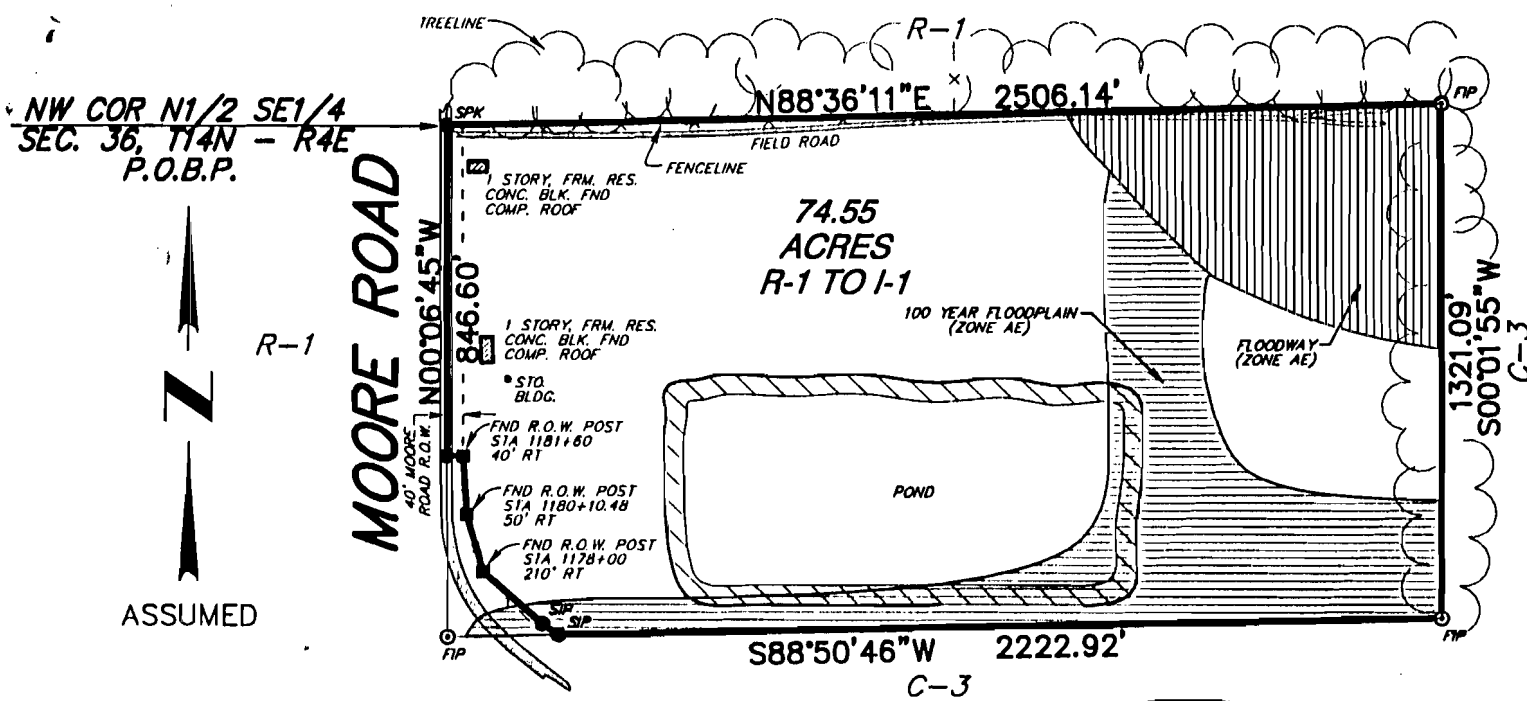 TREELINE
R-1
NW COR N1/2 SE1/4
SEC. 36, T14N - R4E
P.O.B.P.
SPK
N88°36'11"E 2506.14'
FIP
FIELD ROAD
FENCELINE
1 STORY, FRM. RES.
CONC. BLK. FND
COMP. ROOF
74.55
ACRES
R-1 TO I-1
MOORE ROAD
N00°06'45"W
846.60'
R-1
1 STORY, FRM. RES.
CONC. BLK. FND
COMP. ROOF
STO.
BLDG.
100 YEAR FLOODPLAIN
(ZONE AE)
FLOODWAY
(ZONE AE)
1321.09'
S00°01'55"W
C-3
N
40' MOORE
ROAD R.O.W.
FND R.O.W. POST
STA 1181+60
40' RT
FND R.O.W. POST
STA 1180+10.48
50' RT
FND R.O.W. POST
STA 1178+00
210' RT
POND
ASSUMED
SIP
SIP
FIP
FIP
S88°50'46"W 2222.92'
C-3